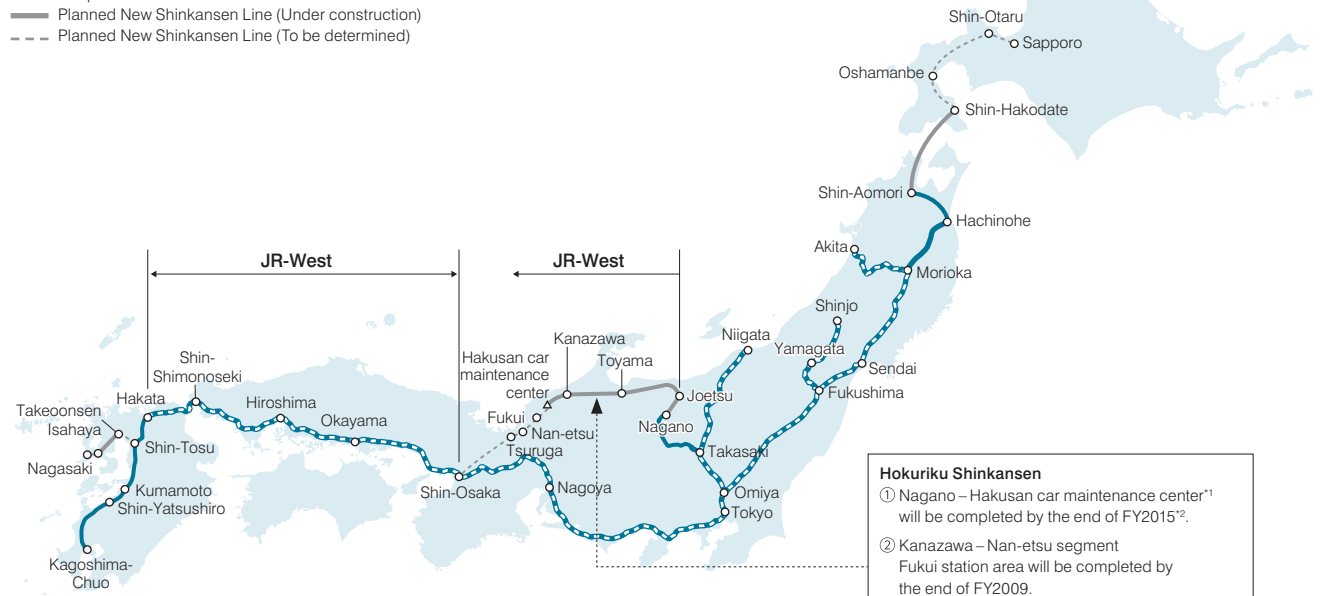 Planned New Shinkansen Line (Under construction)
Planned New Shinkansen Line (To be determined)
Shin-Otaru
Sapporo
Oshamanbe
Shin-Hakodate
Shin-Aomori
Hachinohe
Akita
Morioka
JR-West
JR-West
Shinjo
Niigata
Yamagata
Sendai
Fukushima
Kanazawa
Toyama
Hakusan car
maintenance
center
Joetsu
Nagano
Fukui
Nan-etsu
Tsuruga
Takasaki
Omiya
Tokyo
Nagoya
Shin-Osaka
Okayama
Hiroshima
Shin-
Shimonoseki
Hakata
Takeoonsen
Isahaya
Shin-Tosu
Nagasaki
Kumamoto
Shin-Yatsushiro
Kagoshima-
Chuo
Hokuriku Shinkansen
① Nagano – Hakusan car maintenance center*1
will be completed by the end of FY2015*2.
② Kanazawa – Nan-etsu segment
Fukui station area will be completed by
the end of FY2009.